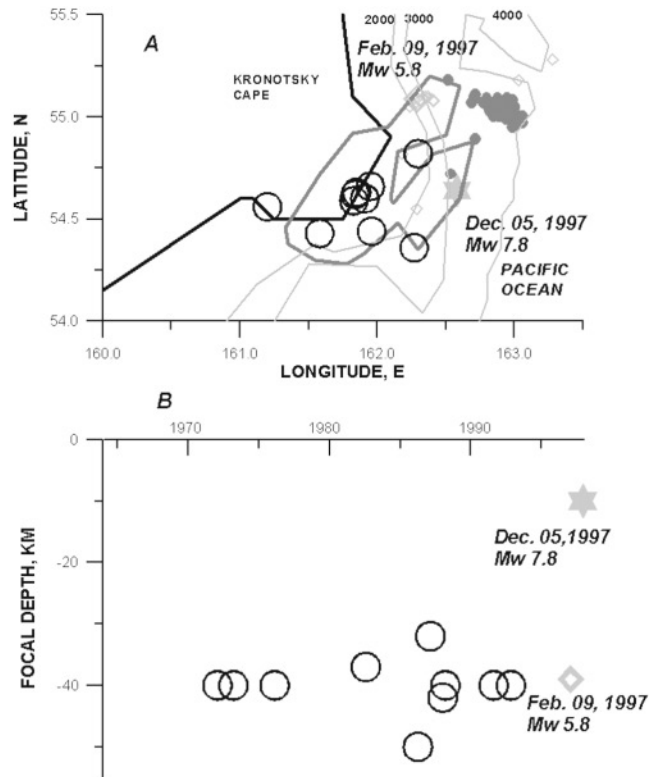 55.5
A
2000
3000
4000
Feb. 09, 1997
Mw 5.8
KRONOTSKY
CAPE
55.0
LATITUDE, N
54.5
Dec. 05, 1997
Mw 7.8
PACIFIC
OCEAN
54.0
160.0
161.0
162.0
163.0
LONGITUDE, E
B
1970
1980
1990
0
Dec. 05,1997
Mw 7.8
-20
FOCAL DEPTH, KM
-40
Feb. 09, 1997
Mw 5.8